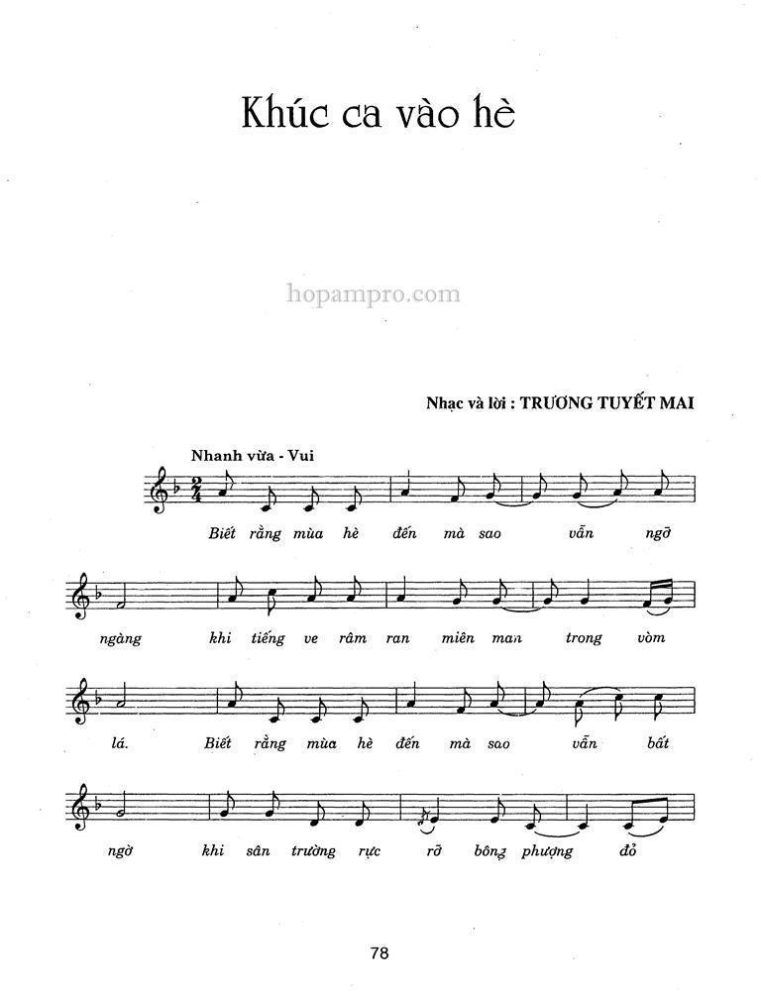 Khúc ca vào hè
hopampro.com
Nhạc và lời : TRƯƠNG TUYẾT MAI
Nhanh vừa - Vui
2
4
Biết rằng mùa hè đến mà sao vẫn ngỡ
ngàng khi tiếng ve râm ran miên man trong vòm
lá. Biết rằng mùa hè đến mà sao vẫn bất
ngờ khi sân trường rực rỡ bông phượng đỏ
78